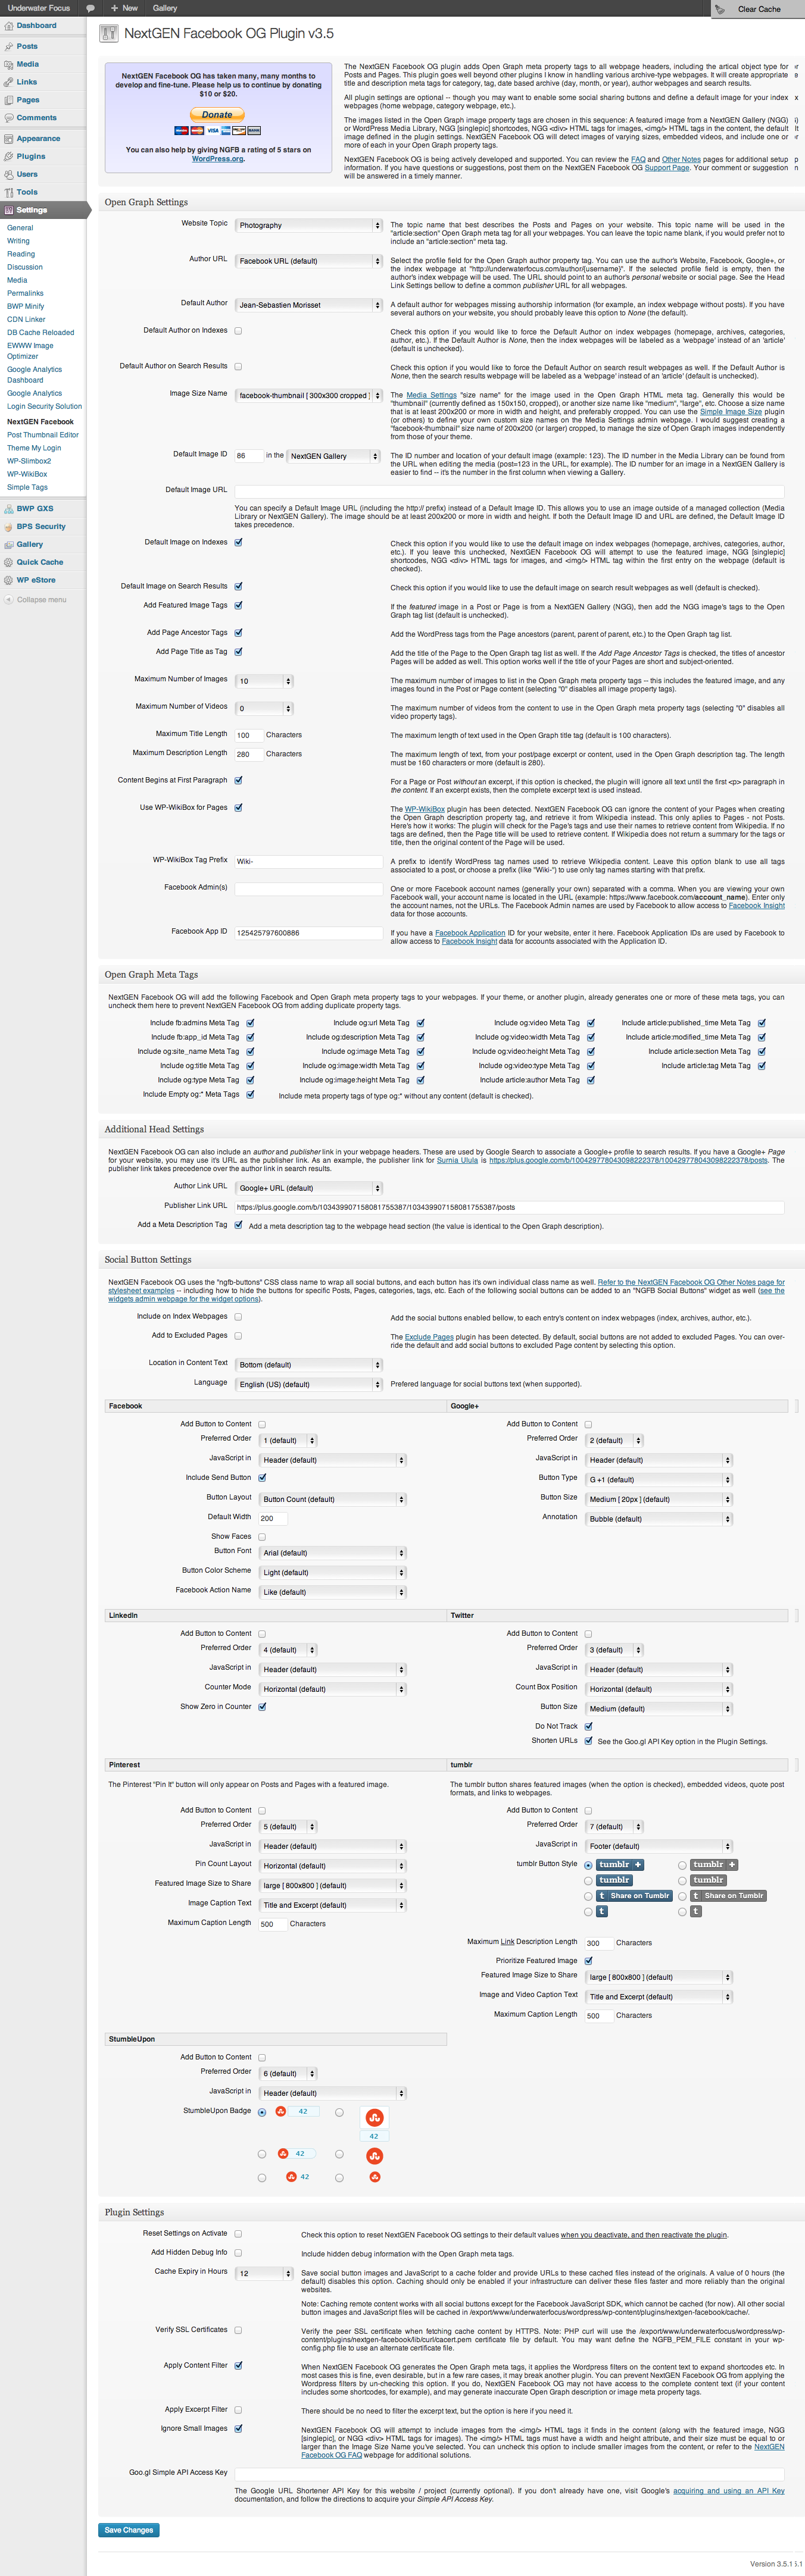 Underwater Focus
New
Gallery
Clear Cache
Dashboard
Posts
Media
Links
Pages
Comments
Appearance
Plugins
Users
Tools
Settings
General
Writing
Reading
Discussion
Media
Permalinks
BWP Minify
CDN Linker
DB Cache Reloaded
EWWW Image
Optimizer
Google Analytics
Dashboard
Google Analytics
Login Security Solution
NextGEN Facebook
Post Thumbnail Editor
Theme My Login
WP-Slimbox2
WP-WikiBox
Simple Tags
BWP GXS
BPS Security
Gallery
Quick Cache
WP eStore
Collapse menu
NextGEN Facebook OG Plugin v3.5
NextGEN Facebook OG has taken many, many months to
develop and fine-tune. Please help us to continue by donating
$10 or $20.
Donate
You can also help by giving NGFB a rating of 5 stars on
WordPress.org.
The NextGEN Facebook OG plugin adds Open Graph meta property tags to all webpage headers, including the artical object type for
Posts and Pages. This plugin goes well beyond other plugins I know in handling various archive-type webpages. It will create appropriate
title and description meta tags for category, tag, date based archive (day, month, or year), author webpages and search results.
All plugin settings are optional -- though you may want to enable some social sharing buttons and define a default image for your index
webpages (home webpage, category webpage, etc.).
The images listed in the Open Graph image property tags are chosen in this sequence: A featured image from a NextGEN Gallery (NGG)
or WordPress Media Library, NGG [singlepic] shortcodes, NGG <div> HTML tags for images, <img/> HTML tags in the content, the default
image defined in the plugin settings. NextGEN Facebook OG will detect images of varying sizes, embedded videos, and include one or
more of each in your Open Graph property tags.
NextGEN Facebook OG is being actively developed and supported. You can review the FAQ and Other Notes pages for additional setup
information. If you have questions or suggestions, post them on the NextGEN Facebook OG Support Page. Your comment or suggestion
will be answered in a timely manner.
Open Graph Settings
Website Topic Photography
The topic name that best describes the Posts and Pages on your website. This topic name will be used in the
"article:section" Open Graph meta tag for all your webpages. You can leave the topic name blank, if you would prefer not to
include an "article:section" meta tag.
Author URL Facebook URL (default)
Select the profile field for the Open Graph author property tag. You can use the author's Website, Facebook, Google+, or
the index webpage at "http://underwaterfocus.com/author/{username}". If the selected profile field is empty, then the
author's index webpage will be used. The URL should point to an author's personal website or social page. See the Head
Link Settings bellow to define a common publisher URL for all webpages.
Default Author Jean-Sebastien Morisset
A default author for webpages missing authorship information (for example, an index webpage without posts). If you have
several authors on your website, you should probably leave this option to None (the default).
Default Author on Indexes
Check this option if you would like to force the Default Author on index webpages (homepage, archives, categories,
author, etc.). If the Default Author is None, then the index webpages will be labeled as a 'webpage' instead of an 'article'
(default is unchecked).
Default Author on Search Results
Check this option if you would like to force the Default Author on search result webpages as well. If the Default Author is
None, then the search results webpage will be labeled as a 'webpage' instead of an 'article' (default is unchecked).
Image Size Name facebook-thumbnail [ 300x300 cropped ]
The Media Settings "size name" for the image used in the Open Graph HTML meta tag. Generally this would be
"thumbnail" (currently defined as 150x150, cropped), or another size name like "medium", "large", etc. Choose a size name
that is at least 200x200 or more in width and height, and preferably cropped. You can use the Simple Image Size plugin
(or others) to define your own custom size names on the Media Settings admin webpage. I would suggest creating a
"facebook-thumbnail" size name of 200x200 (or larger) cropped, to manage the size of Open Graph images independently
from those of your theme.
Default Image ID 86 in the NextGEN Gallery
The ID number and location of your default image (example: 123). The ID number in the Media Library can be found from
the URL when editing the media (post=123 in the URL, for example). The ID number for an image in a NextGEN Gallery is
easier to find -- it's the number in the first column when viewing a Gallery.
Default Image URL
You can specify a Default Image URL (including the http:// prefix) instead of a Default Image ID. This allows you to use an image outside of a managed collection (Media
Library or NextGEN Gallery). The image should be at least 200x200 or more in width and height. If both the Default Image ID and URL are defined, the Default Image ID
takes precedence.
Default Image on Indexes
Check this option if you would like to use the default image on index webpages (homepage, archives, categories, author,
etc.). If you leave this unchecked, NextGEN Facebook OG will attempt to use the featured image, NGG [singlepic]
shortcodes, NGG <div> HTML tags for images, and <img/> HTML tag within the first entry on the webpage (default is
checked).
Default Image on Search Results
Check this option if you would like to use the default image on search result webpages as well (default is checked).
Add Featured Image Tags
If the featured image in a Post or Page is from a NextGEN Gallery (NGG), then add the NGG image's tags to the Open
Graph tag list (default is unchecked).
Add Page Ancestor Tags
Add the WordPress tags from the Page ancestors (parent, parent of parent, etc.) to the Open Graph tag list.
Add Page Title as Tag
Add the title of the Page to the Open Graph tag list as well. If the Add Page Ancestor Tags is checked, the titles of ancestor
Pages will be added as well. This option works well if the title of your Pages are short and subject-oriented.
Maximum Number of Images 10
The maximum number of images to list in the Open Graph meta property tags -- this includes the featured image, and any
images found in the Post or Page content (selecting "0" disables all image property tags).
Maximum Number of Videos 0
The maximum number of videos from the content to use in the Open Graph meta property tags (selecting "0" disables all
video property tags).
Maximum Title Length 100 Characters
The maximum length of text used in the Open Graph title tag (default is 100 characters).
Maximum Description Length 280 Characters
The maximum length of text, from your post/page excerpt or content, used in the Open Graph description tag. The length
must be 160 characters or more (default is 280).
Content Begins at First Paragraph
For a Page or Post without an excerpt, if this option is checked, the plugin will ignore all text until the first <p> paragraph in
the content. If an excerpt exists, then the complete excerpt text is used instead.
Use WP-WikiBox for Pages
The WP-WikiBox plugin has been detected. NextGEN Facebook OG can ignore the content of your Pages when creating
the Open Graph description property tag, and retrieve it from Wikipedia instead. This only aplies to Pages - not Posts.
Here's how it works: The plugin will check for the Page's tags and use their names to retrieve content from Wikipedia. If no
tags are defined, then the Page title will be used to retrieve content. If Wikipedia does not return a summary for the tags or
title, then the original content of the Page will be used.
WP-WikiBox Tag Prefix Wiki-
A prefix to identify WordPress tag names used to retrieve Wikipedia content. Leave this option blank to use all tags
associated to a post, or choose a prefix (like "Wiki-") to use only tag names starting with that prefix.
Facebook Admin(s)
One or more Facebook account names (generally your own) separated with a comma. When you are viewing your own
Facebook wall, your account name is located in the URL (example: https://www.facebook.com/account_name). Enter only
the account names, not the URLs. The Facebook Admin names are used by Facebook to allow access to Facebook Insight
data for those accounts.
Facebook App ID 125425797600886
If you have a Facebook Application ID for your website, enter it here. Facebook Application IDs are used by Facebook to
allow access to Facebook Insight data for accounts associated with the Application ID.
Open Graph Meta Tags
NextGEN Facebook OG will add the following Facebook and Open Graph meta property tags to your webpages. If your theme, or another plugin, already generates one or more of these meta tags, you can
uncheck them here to prevent NextGEN Facebook OG from adding duplicate property tags.
Include fb:admins Meta Tag Include og:url Meta Tag Include og:video Meta Tag Include article:published_time Meta Tag
Include fb:app_id Meta Tag Include og:description Meta Tag Include og:video:width Meta Tag Include article:modified_time Meta Tag
Include og:site_name Meta Tag Include og:image Meta Tag Include og:video:height Meta Tag Include article:section Meta Tag
Include og:title Meta Tag Include og:image:width Meta Tag Include og:video:type Meta Tag Include article:tag Meta Tag
Include og:type Meta Tag Include og:image:height Meta Tag Include article:author Meta Tag
Include Empty og:* Meta Tags Include meta property tags of type og:* without any content (default is checked).
Additional Head Settings
NextGEN Facebook OG can also include an author and publisher link in your webpage headers. These are used by Google Search to associate a Google+ profile to search results. If you have a Google+ Page
for your website, you may use it's URL as the publisher link. As an example, the publisher link for Surnia Ulula is https://plus.google.com/b/100429778043098222378/100429778043098222378/posts. The
publisher link takes precedence over the author link in search results.
Author Link URL Google+ URL (default)
Publisher Link URL https://plus.google.com/b/103439907158081755387/103439907158081755387/posts
Add a Meta Description Tag Add a meta description tag to the webpage head section (the value is identical to the Open Graph description).
Social Button Settings
NextGEN Facebook OG uses the "ngfb-buttons" CSS class name to wrap all social buttons, and each button has it's own individual class name as well. Refer to the NextGEN Facebook OG Other Notes page for
stylesheet examples -- including how to hide the buttons for specific Posts, Pages, categories, tags, etc. Each of the following social buttons can be added to an "NGFB Social Buttons" widget as well (see the
widgets admin webpage for the widget options).
Include on Index Webpages Add the social buttons enabled bellow, to each entry's content on index webpages (index, archives, author, etc.).
Add to Excluded Pages
The Exclude Pages plugin has been detected. By default, social buttons are not added to excluded Pages. You can over-
ride the default and add social buttons to excluded Page content by selecting this option.
Location in Content Text Bottom (default)
Language English (US) (default) Prefered language for social buttons text (when supported).
Facebook Google+
Add Button to Content Add Button to Content
Preferred Order 1 (default) Preferred Order 2 (default)
JavaScript in Header (default) JavaScript in Header (default)
Include Send Button Button Type G +1 (default)
Button Layout Button Count (default) Button Size Medium [ 20px ] (default)
Default Width 200 Annotation Bubble (default)
Show Faces
Button Font Arial (default)
Button Color Scheme Light (default)
Facebook Action Name Like (default)
LinkedIn Twitter
Add Button to Content Add Button to Content
Preferred Order 4 (default) Preferred Order 3 (default)
JavaScript in Header (default) JavaScript in Header (default)
Counter Mode Horizontal (default) Count Box Position Horizontal (default)
Show Zero in Counter Button Size Medium (default)
Do Not Track
Shorten URLs See the Goo.gl API Key option in the Plugin Settings.
Pinterest tumblr
The Pinterest "Pin It" button will only appear on Posts and Pages with a featured image.
The tumblr button shares featured images (when the option is checked), embedded videos, quote post
formats, and links to webpages.
Add Button to Content Add Button to Content
Preferred Order 5 (default) Preferred Order 7 (default)
JavaScript in Header (default) JavaScript in Footer (default)
Pin Count Layout Horizontal (default) tumblr Button Style tumblr + tumblr +
Featured Image Size to Share large [ 800x800 ] (default) tumblr tumblr
Image Caption Text Title and Excerpt (default) t Share on Tumblr t Share on Tumblr
Maximum Caption Length 500 Characters t t
Maximum Link Description Length 300 Characters
Prioritize Featured Image
Featured Image Size to Share large [ 800x800 ] (default)
Image and Video Caption Text Title and Excerpt (default)
Maximum Caption Length 500 Characters
StumbleUpon
Add Button to Content
Preferred Order 6 (default)
JavaScript in Header (default)
StumbleUpon Badge 42
42
42
42
Plugin Settings
Reset Settings on Activate Check this option to reset NextGEN Facebook OG settings to their default values when you deactivate, and then reactivate the plugin.
Add Hidden Debug Info Include hidden debug information with the Open Graph meta tags.
Cache Expiry in Hours 12
Save social button images and JavaScript to a cache folder and provide URLs to these cached files instead of the originals. A value of 0 hours (the
default) disables this option. Caching should only be enabled if your infrastructure can deliver these files faster and more reliably than the original
websites.
Note: Caching remote content works with all social buttons except for the Facebook JavaScript SDK, which cannot be cached (for now). All other social
button images and JavaScript files will be cached in /export/www/underwaterfocus/wordpress/wp-content/plugins/nextgen-facebook/cache/.
Verify SSL Certificates
Verify the peer SSL certificate when fetching cache content by HTTPS. Note: PHP curl will use the /export/www/underwaterfocus/wordpress/wp-
content/plugins/nextgen-facebook/lib/curl/cacert.pem certificate file by default. You may want define the NGFB_PEM_FILE constant in your wp-
config.php file to use an alternate certificate file.
Apply Content Filter
When NextGEN Facebook OG generates the Open Graph meta tags, it applies the Wordpress filters on the content text to expand shortcodes etc. In
most cases this is fine, even desirable, but in a few rare cases, it may break another plugin. You can prevent NextGEN Facebook OG from applying the
Wordpress filters by un-checking this option. If you do, NextGEN Facebook OG may not have access to the complete content text (if your content
includes some shortcodes, for example), and may generate inaccurate Open Graph description or image meta property tags.
Apply Excerpt Filter There should be no need to filter the excerpt text, but the option is here if you need it.
Ignore Small Images
NextGEN Facebook OG will attempt to include images from the <img/> HTML tags it finds in the content (along with the featured image, NGG
[singlepic], or NGG <div> HTML tags for images). The <img/> HTML tags must have a width and height attribute, and their size must be equal to or
larger than the Image Size Name you've selected. You can uncheck this option to include smaller images from the content, or refer to the NextGEN
Facebook OG FAQ webpage for additional solutions.
Goo.gl Simple API Access Key
The Google URL Shortener API Key for this website / project (currently optional). If you don't already have one, visit Google's acquiring and using an API Key
documentation, and follow the directions to acquire your Simple API Access Key.
Save Changes
Version 3.5.1